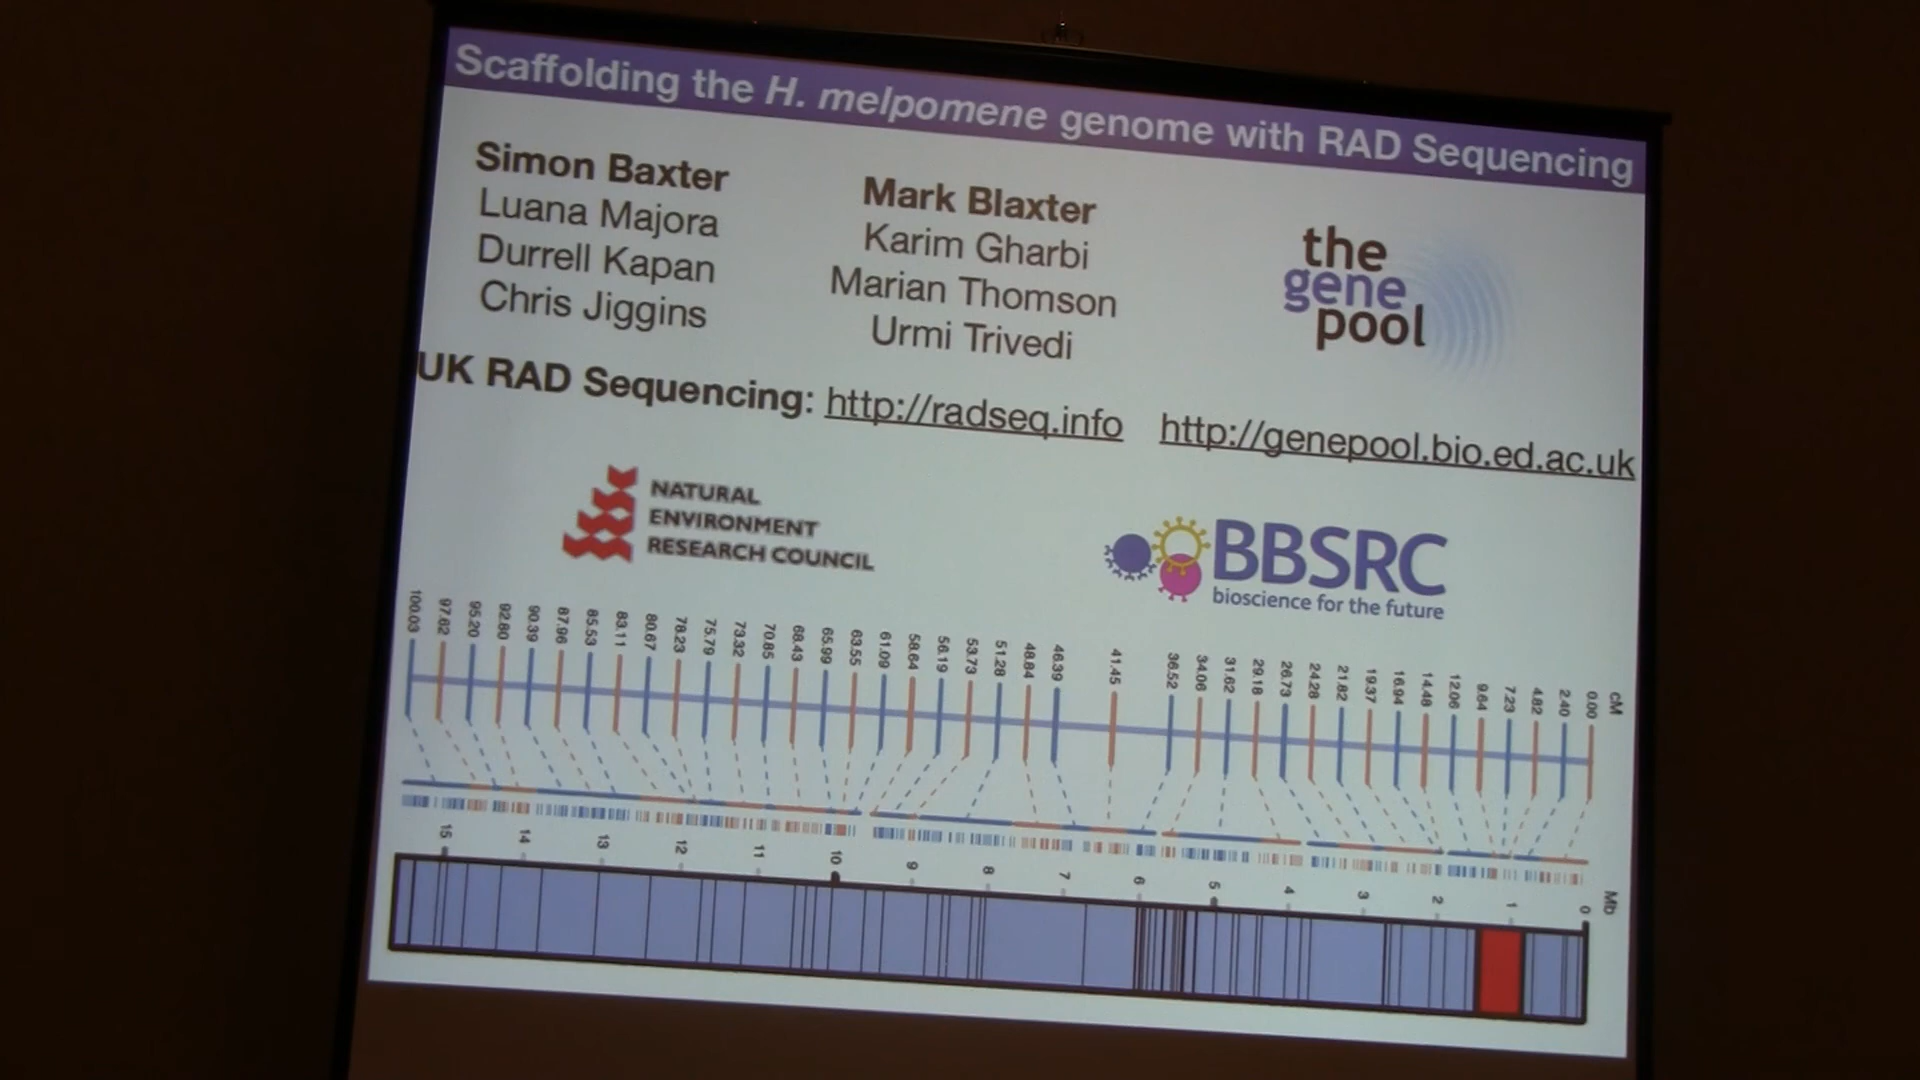 Scaffolding the H. melpomene genome with RAD Sequencing
Simon Baxter
Luana Majora
Durrell Kapan
Chris Jiggins
Mark Blaxter
Karim Gharbi
Marian Thomson
Urmi Trivedi
the
gene
pool
UK RAD Sequencing: http://radseq.info http://genepool.bio.ed.ac.uk
NATURAL
ENVIRONMENT
RESEARCH COUNCIL
BBSRC
bioscience for the future
100.03 97.62 95.20 92.80 90.39 87.96 85.53 83.11 80.67 78.23 75.79 73.32 70.85 68.43 65.99 63.55 61.09 58.64 56.19 53.73 51.28 48.84 46.39 41.45 36.52 34.06 31.62 29.18 26.73 24.28 21.82 19.37 16.94 14.48 12.06 9.64 7.23 4.82 2.40 0.00 cM
15 14 13 12 11 10 9 8 7 6 5 4 3 2 1 0 Mb